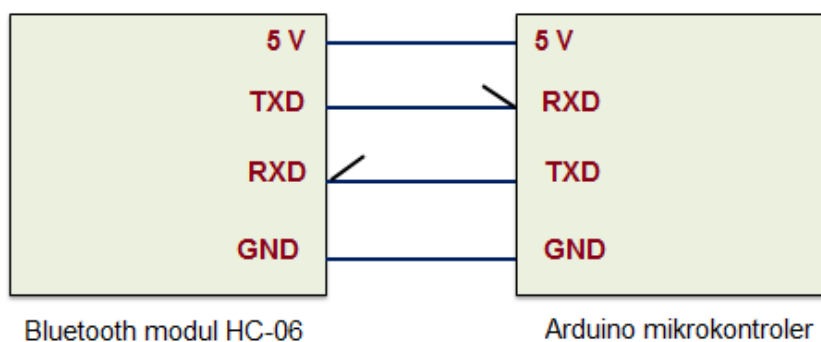 5 V
TXD
RXD
GND
5 V
RXD
TXD
GND
Bluetooth modul HC-06
Arduino mikrokontroler